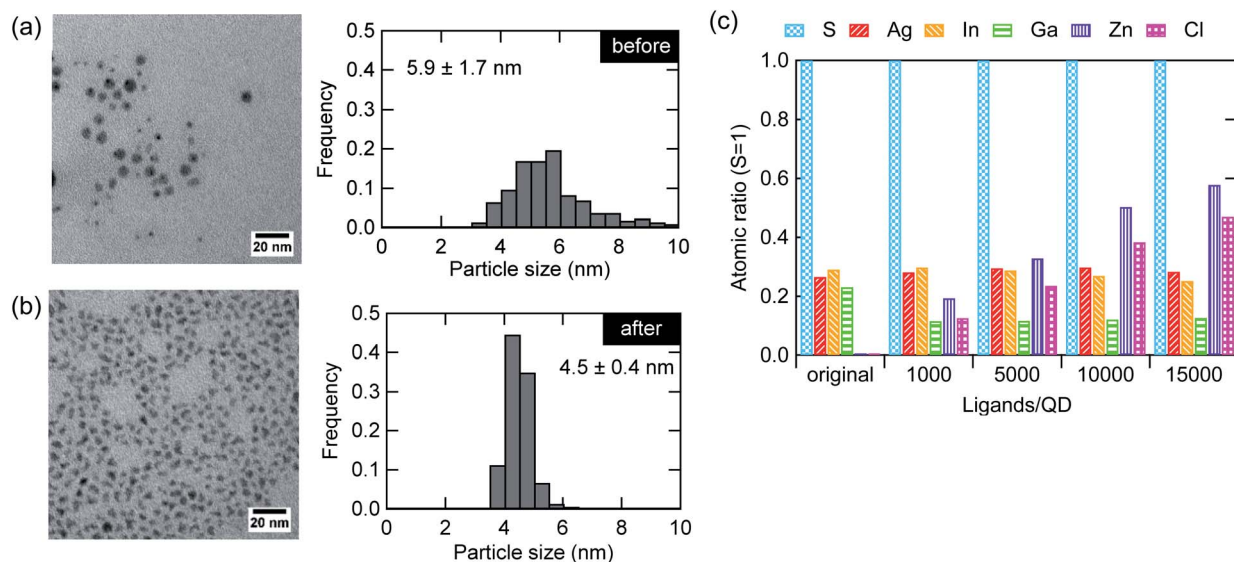 (a)
20 nm
before
5.9 ± 1.7 nm
Frequency
0.5
0.4
0.3
0.2
0.1
0.0
0 2 4 6 8 10
Particle size (nm)
(b)
20 nm
after
4.5 ± 0.4 nm
Frequency
0.5
0.4
0.3
0.2
0.1
0.0
0 2 4 6 8 10
Particle size (nm)
(c)
S Ag In Ga Zn Cl
Atomic ratio (S=1)
1.0
0.8
0.6
0.4
0.2
0.0
original 1000 5000 10000 15000
Ligands/QD